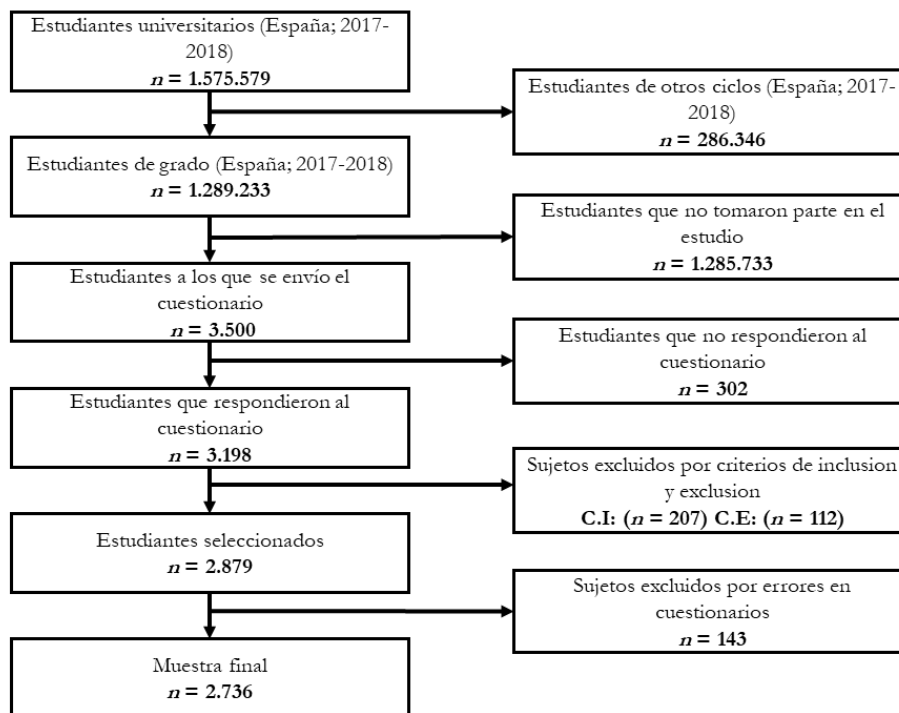 Estudiantes universitarios (España; 2017-
2018)
n = 1.575.579
Estudiantes de otros ciclos (España; 2017-
2018)
n = 286.346
Estudiantes de grado (España; 2017-2018)
n = 1.289.233
Estudiantes que no tomaron parte en el
estudio
n = 1.285.733
Estudiantes a los que se envío el
cuestionario
n = 3.500
Estudiantes que no respondieron al
cuestionario
n = 302
Estudiantes que respondieron al
cuestionario
n = 3.198
Sujetos excluidos por criterios de inclusion
y exclusion
C.I: (n = 207) C.E: (n = 112)
Estudiantes seleccionados
n = 2.879
Sujetos excluidos por errores en
cuestionarios
n = 143
Muestra final
n = 2.736